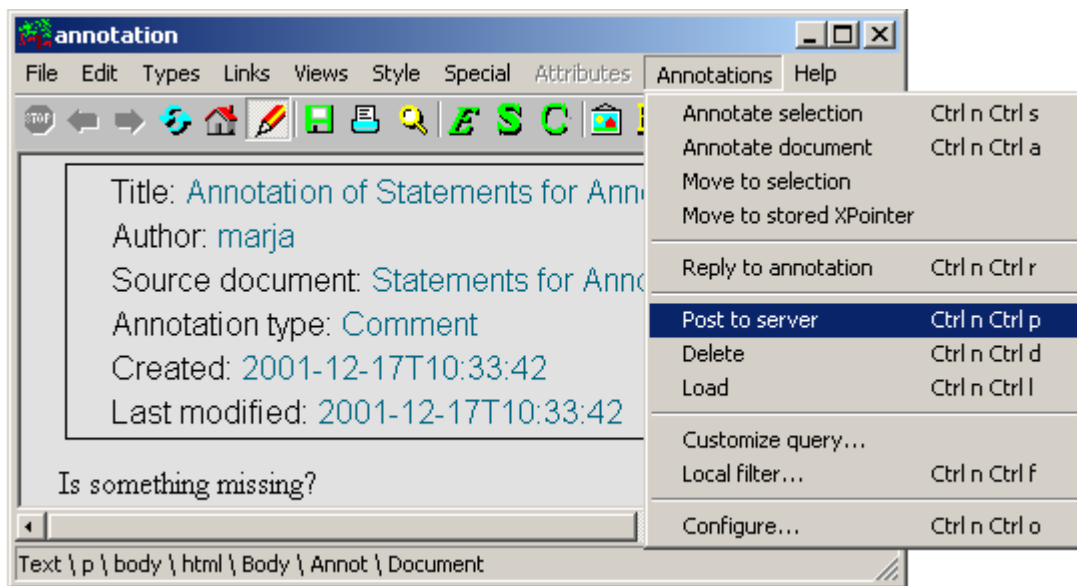 annotation
File Edit Types Links Views Style Special Attributes Annotations Help
STOP E S C
Annotate selection Ctrl n Ctrl s
Annotate document Ctrl n Ctrl a
Move to selection
Move to stored XPointer
Reply to annotation Ctrl n Ctrl r
Post to server Ctrl n Ctrl p
Delete Ctrl n Ctrl d
Load Ctrl n Ctrl l
Customize query...
Local filter... Ctrl n Ctrl f
Configure... Ctrl n Ctrl o
Title: Annotation of Statements for Ann
Author: marja
Source document: Statements for Anno
Annotation type: Comment
Created: 2001-12-17T10:33:42
Last modified: 2001-12-17T10:33:42
Is something missing?
Text \ p \ body \ html \ Body \ Annot \ Document